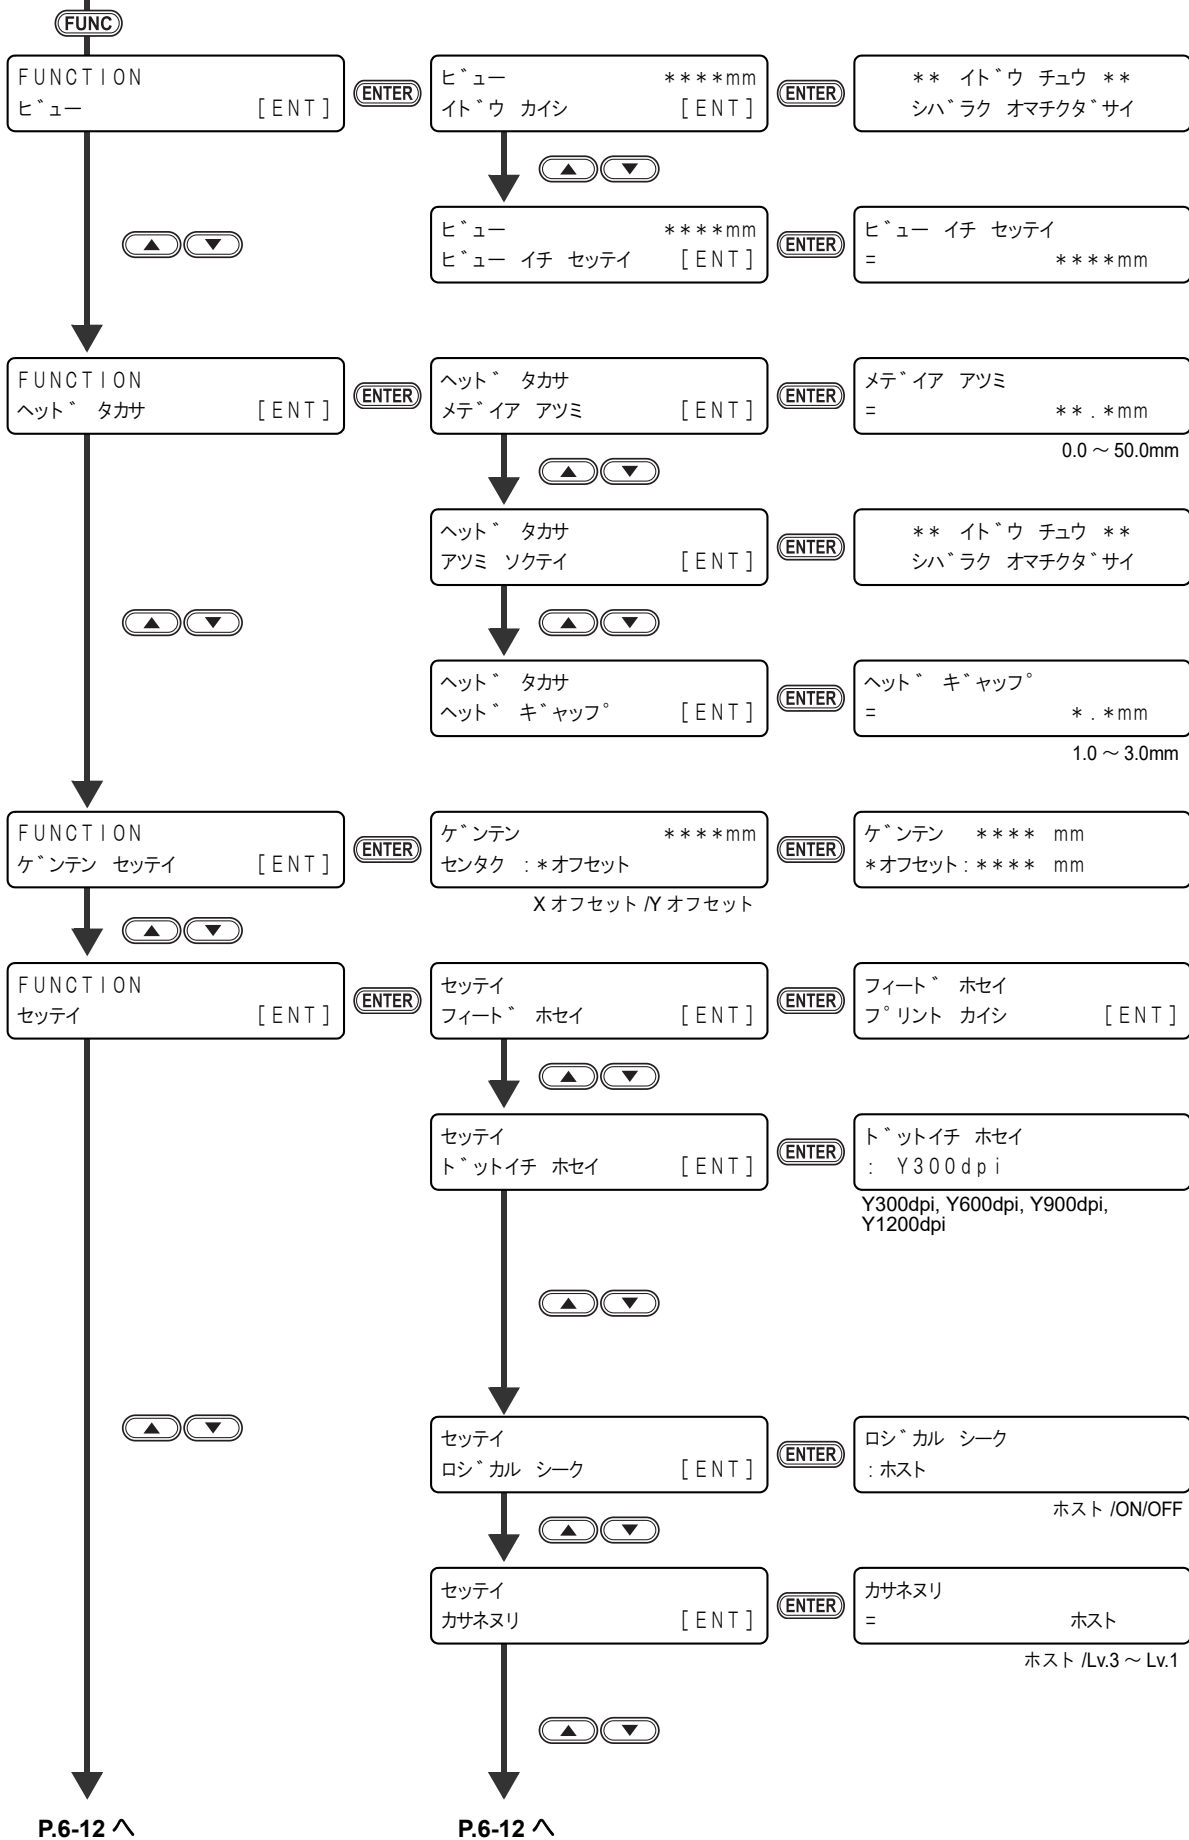 FUNC
FUNCTION
ビュー [ENT]
ENTER
ビュー ****mm
イドウ カイシ [ENT]
ENTER
** イドウ チュウ **
シバラク オマチクダサイ
ビュー ****mm
ビュー イチ セッテイ [ENT]
ENTER
ビュー イチ セッテイ
= ****mm
FUNCTION
ヘッド タカサ [ENT]
ENTER
ヘッド タカサ
メディア アツミ [ENT]
ENTER
メディア アツミ
= **.*mm
0.0 ~ 50.0mm
ヘッド タカサ
アツミ ソクテイ [ENT]
ENTER
** イドウ チュウ **
シバラク オマチクダサイ
ヘッド タカサ
ヘッド ギャップ [ENT]
ENTER
ヘッド ギャップ
= *.*mm
1.0 ~ 3.0mm
FUNCTION
ゲンテン セッテイ [ENT]
ENTER
ゲンテン ****mm
センタク :*オフセット
X オフセット /Y オフセット
ENTER
ゲンテン **** mm
*オフセット:**** mm
FUNCTION
セッテイ [ENT]
ENTER
セッテイ
フィード ホセイ [ENT]
ENTER
フィード ホセイ
プリント カイシ [ENT]
セッテイ
ドットイチ ホセイ [ENT]
ENTER
ドットイチ ホセイ
: Y300dpi
Y300dpi, Y600dpi, Y900dpi,
Y1200dpi
セッテイ
ロジカル シーク [ENT]
ENTER
ロジカル シーク
:ホスト
ホスト /ON/OFF
セッテイ
カサネヌリ [ENT]
ENTER
カサネヌリ
= ホスト
ホスト /Lv.3 ~ Lv.1
P.6-12 へ
P.6-12 へ